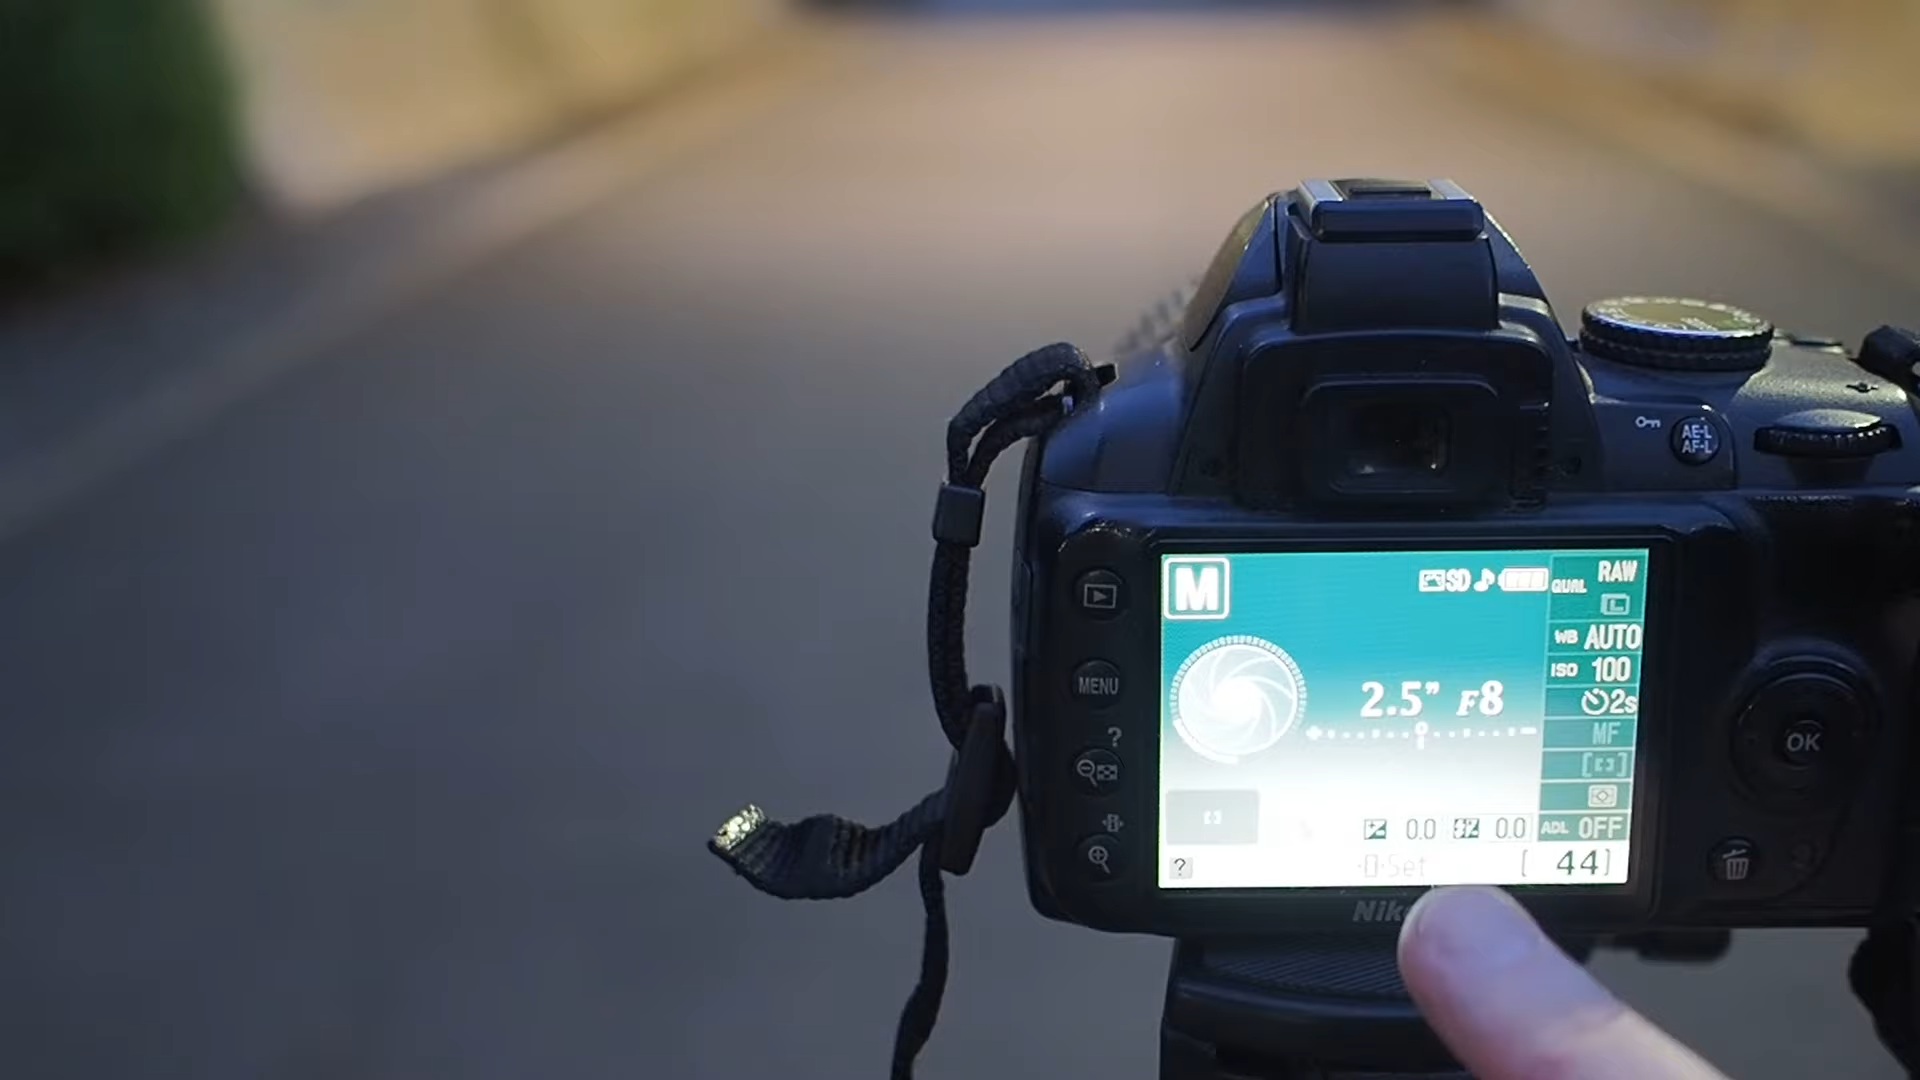 AE-L
AF-L
M
SD
QUAL RAW
L
WB AUTO
ISO 100
2s
2.5” F8
MF
MENU
?
OK
0.0 0.0
ADL OFF
? Set [ 44]